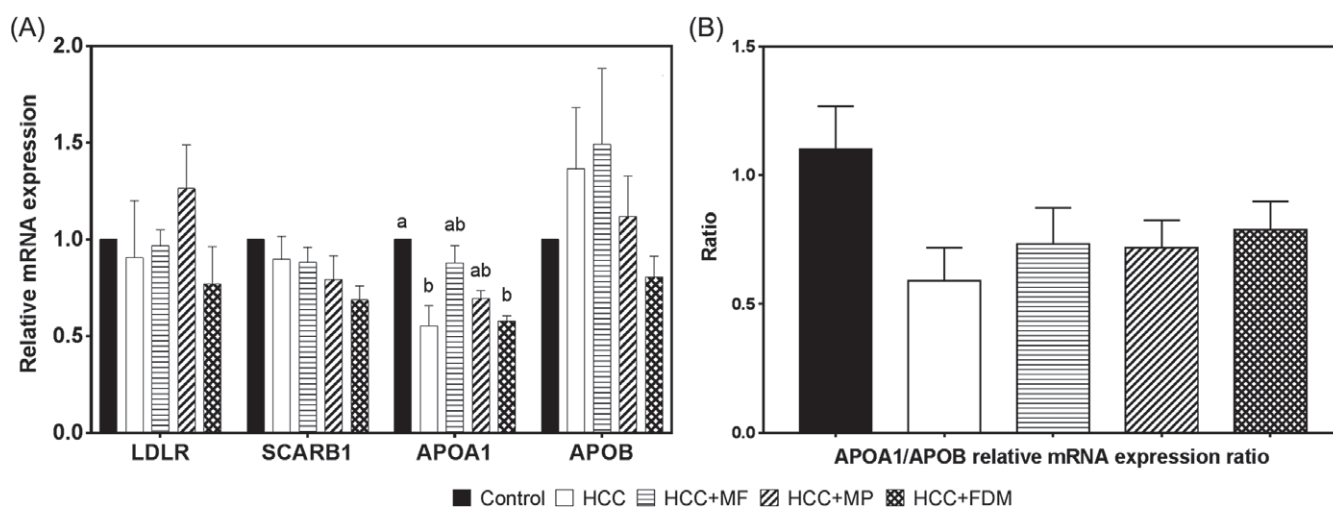 (A)
Relative mRNA expression
2.0
1.5
1.0
0.5
0.0
a
b
ab
ab
b
LDLR SCARB1 APOA1 APOB
(B)
Ratio
1.5
1.0
0.5
0.0
APOA1/APOB relative mRNA expression ratio
Control HCC HCC+MF HCC+MP HCC+FDM